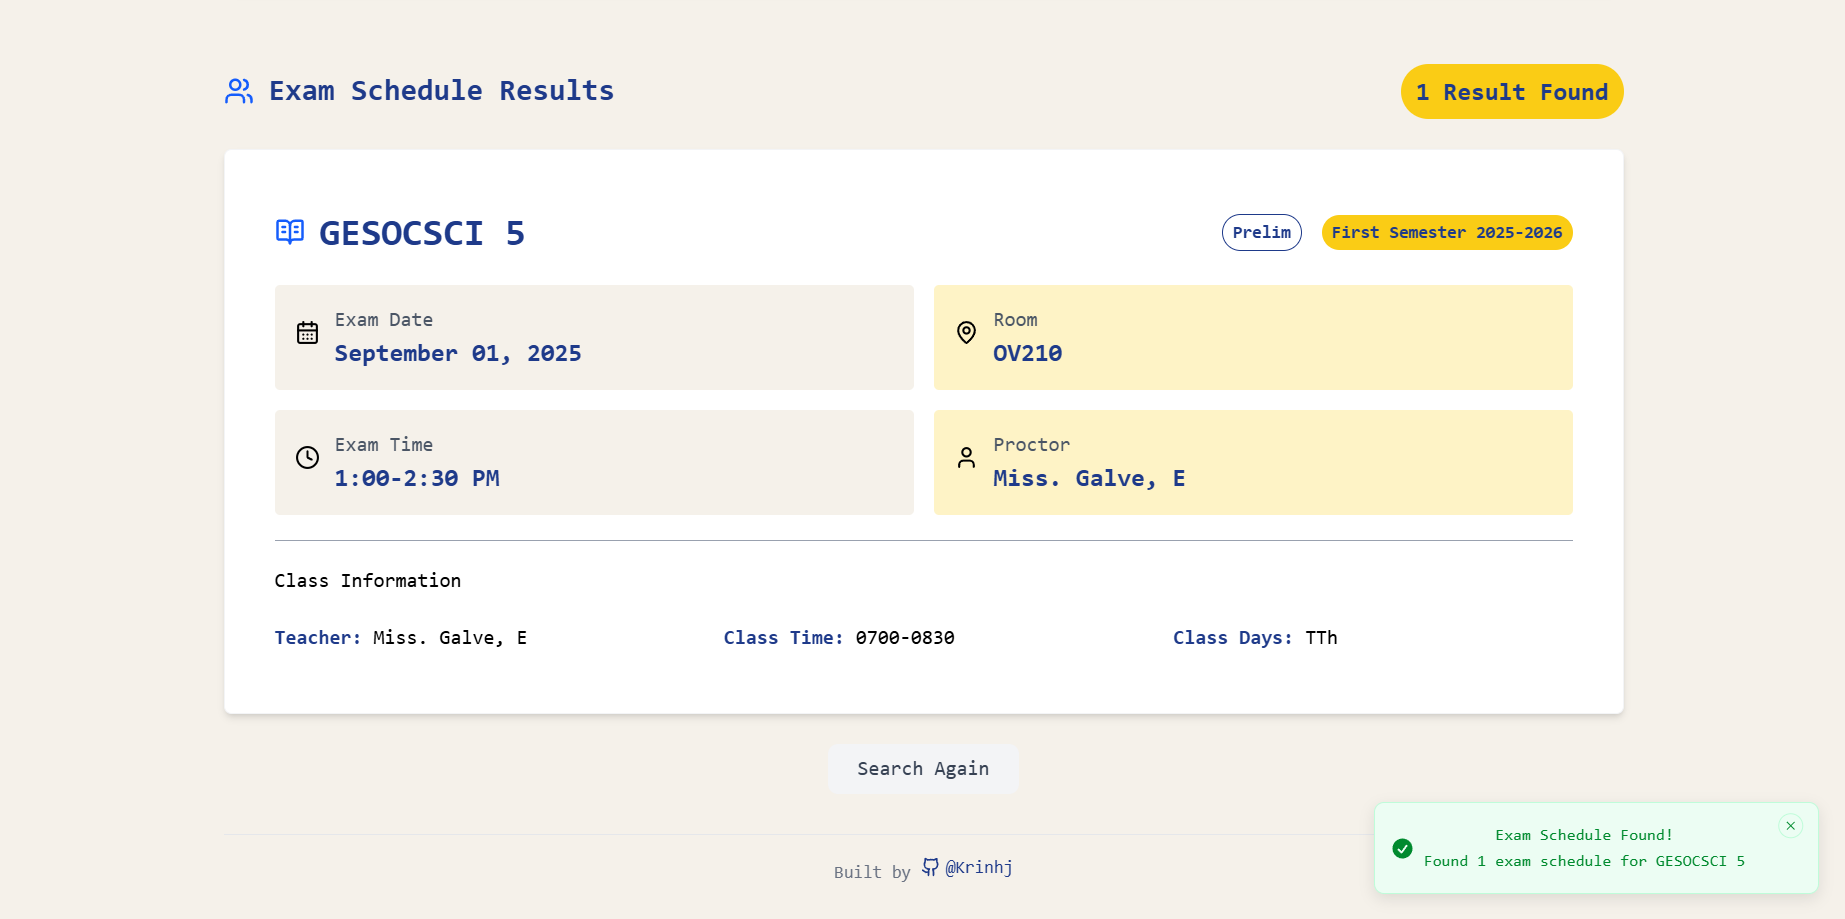 Exam Schedule Results
1 Result Found
GESOCSCI 5
Prelim
First Semester 2025-2026
Exam Date
September 01, 2025
Room
OV210
Exam Time
1:00-2:30 PM
Proctor
Miss. Galve, E
Class Information
Teacher: Miss. Galve, E
Class Time: 0700-0830
Class Days: TTh
Search Again
Built by @Krinhj
Exam Schedule Found!
Found 1 exam schedule for GESOCSCI 5